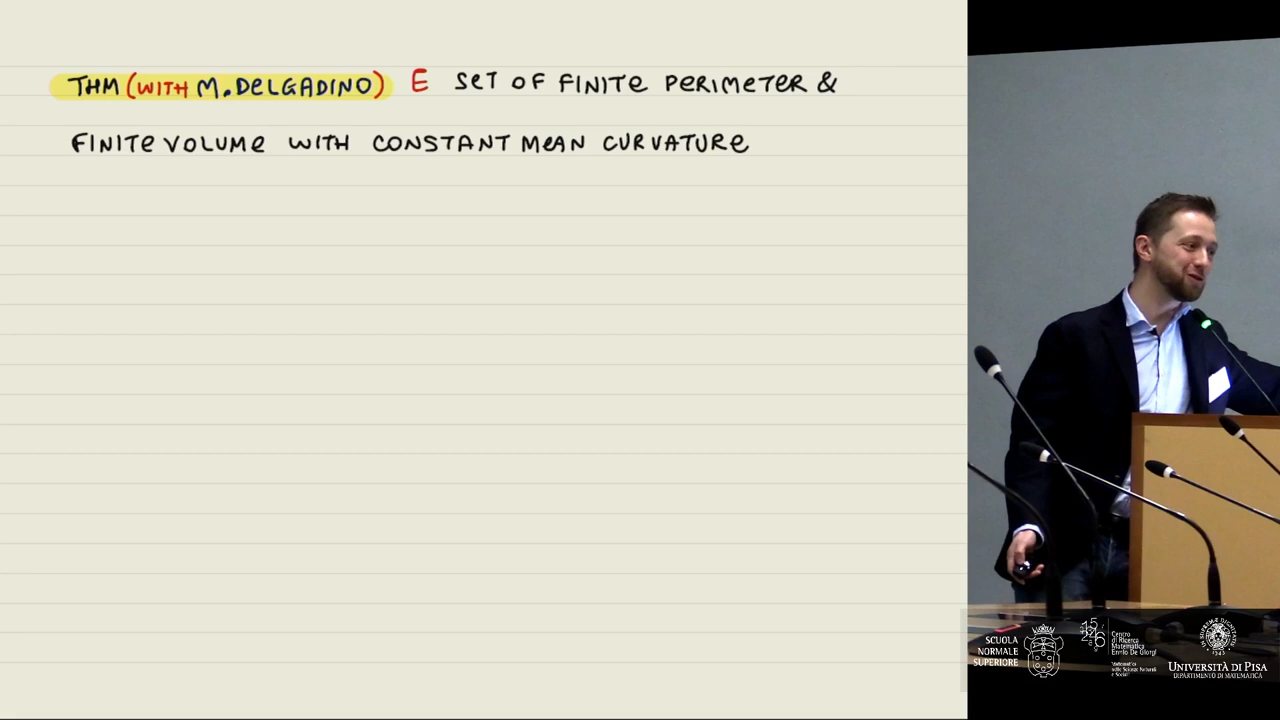 THM (WITH M. DELGADINO) E SET OF FINITE PERIMETER &
FINITE VOLUME WITH CONSTANT MEAN CURVATURE
SCUOLA
NORMALE
SUPERIORE
Centro
di Ricerca
Matematica
Ennio De Giorgi
UNIVERSITÀ DI PISA
DIPARTIMENTO DI MATEMATICA